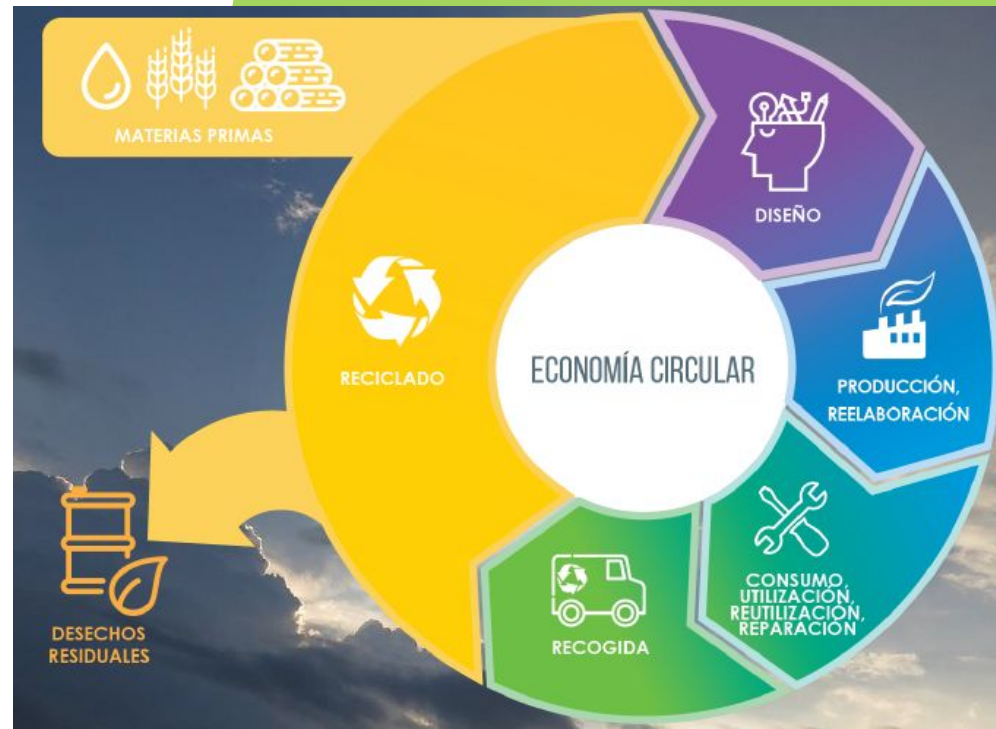 MATERIAS PRIMAS
DISEÑO
RECICLADO
ECONOMÍA CIRCULAR
PRODUCCIÓN,
REELABORACIÓN
CONSUMO,
UTILIZACIÓN,
REUTILIZACIÓN,
REPARACIÓN
RECOGIDA
DESECHOS
RESIDUALES